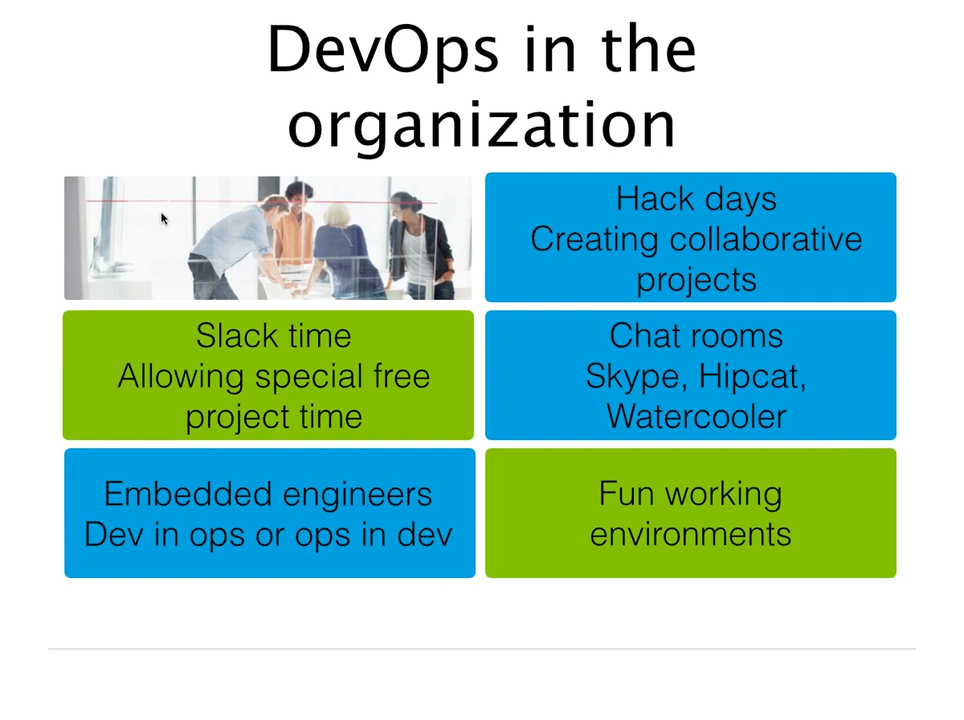 DevOps in the
organization
Hack days
Creating collaborative
projects
Slack time
Allowing special free
project time
Chat rooms
Skype, Hipcat,
Watercooler
Embedded engineers
Dev in ops or ops in dev
Fun working
environments